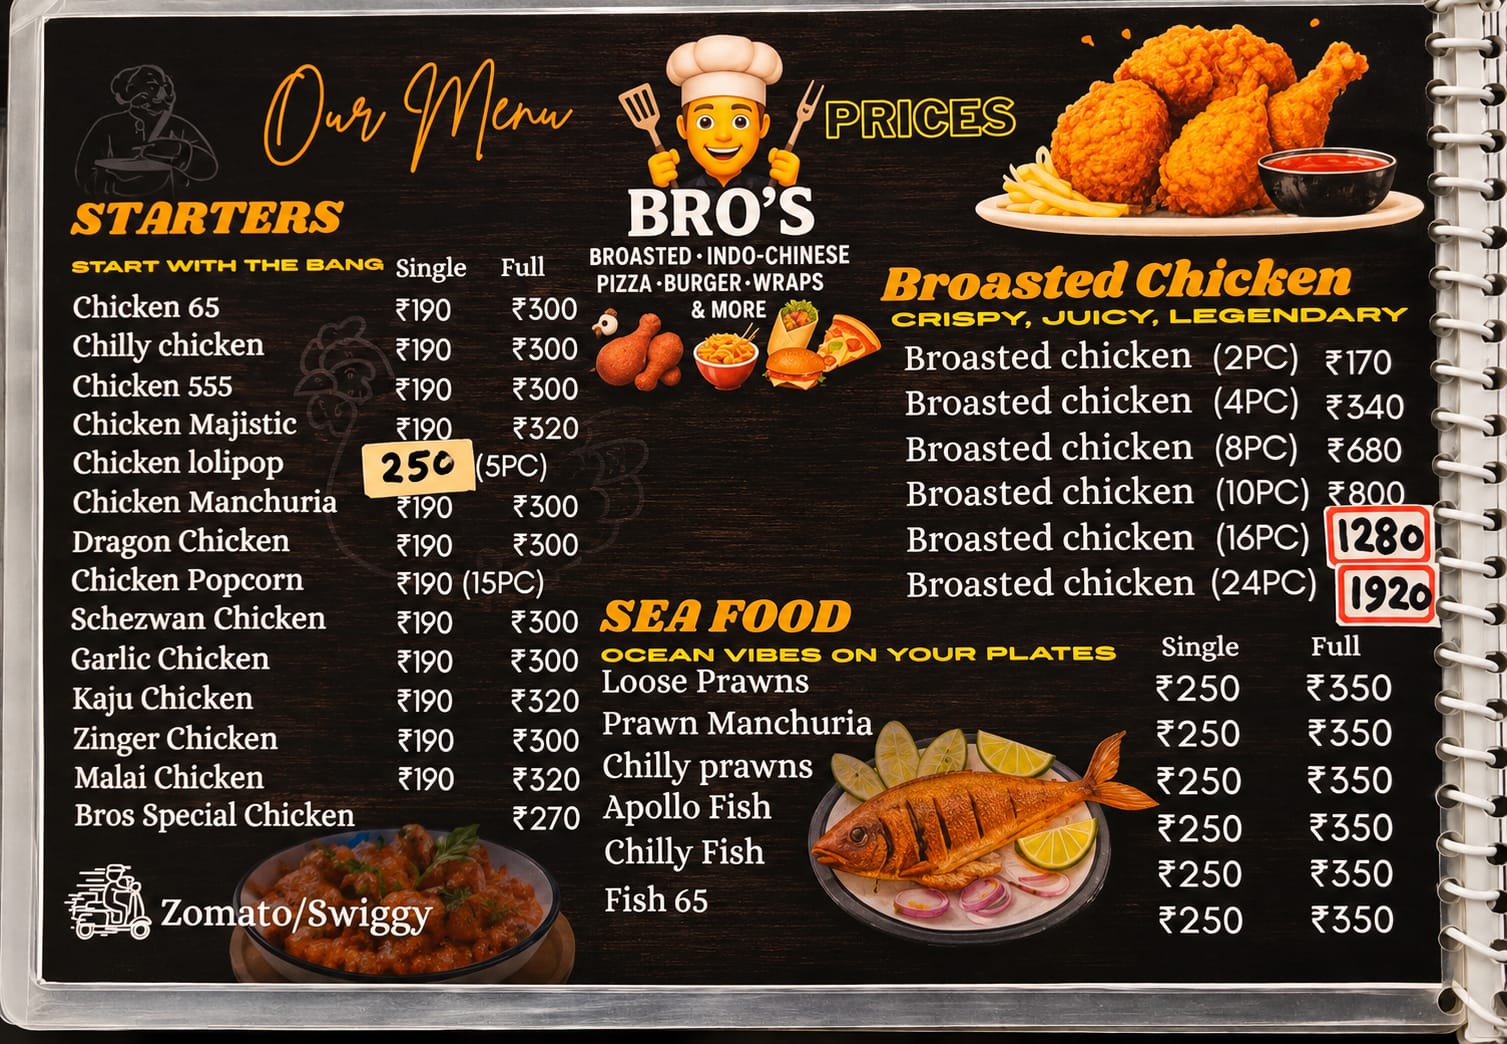 Our Menu
BRO'S
BROASTED · INDO-CHINESE
PIZZA · BURGER · WRAPS
& MORE
PRICES
STARTERS
START WITH THE BANG Single Full
Chicken 65 ₹190 ₹300
Chilly chicken ₹190 ₹300
Chicken 555 ₹190 ₹300
Chicken Majistic ₹190 ₹320
Chicken lolipop 250 (5PC)
Chicken Manchuria ₹190 ₹300
Dragon Chicken ₹190 ₹300
Chicken Popcorn ₹190 (15PC)
Schezwan Chicken ₹190 ₹300
Garlic Chicken ₹190 ₹300
Kaju Chicken ₹190 ₹320
Zinger Chicken ₹190 ₹300
Malai Chicken ₹190 ₹320
Bros Special Chicken ₹270
Zomato/Swiggy
Broasted Chicken
CRISPY, JUICY, LEGENDARY
Broasted chicken (2PC) ₹170
Broasted chicken (4PC) ₹340
Broasted chicken (8PC) ₹680
Broasted chicken (10PC) ₹800
Broasted chicken (16PC) 1280
Broasted chicken (24PC) 1920
SEA FOOD
OCEAN VIBES ON YOUR PLATES Single Full
Loose Prawns ₹250 ₹350
Prawn Manchuria ₹250 ₹350
Chilly prawns ₹250 ₹350
Apollo Fish ₹250 ₹350
Chilly Fish ₹250 ₹350
Fish 65 ₹250 ₹350